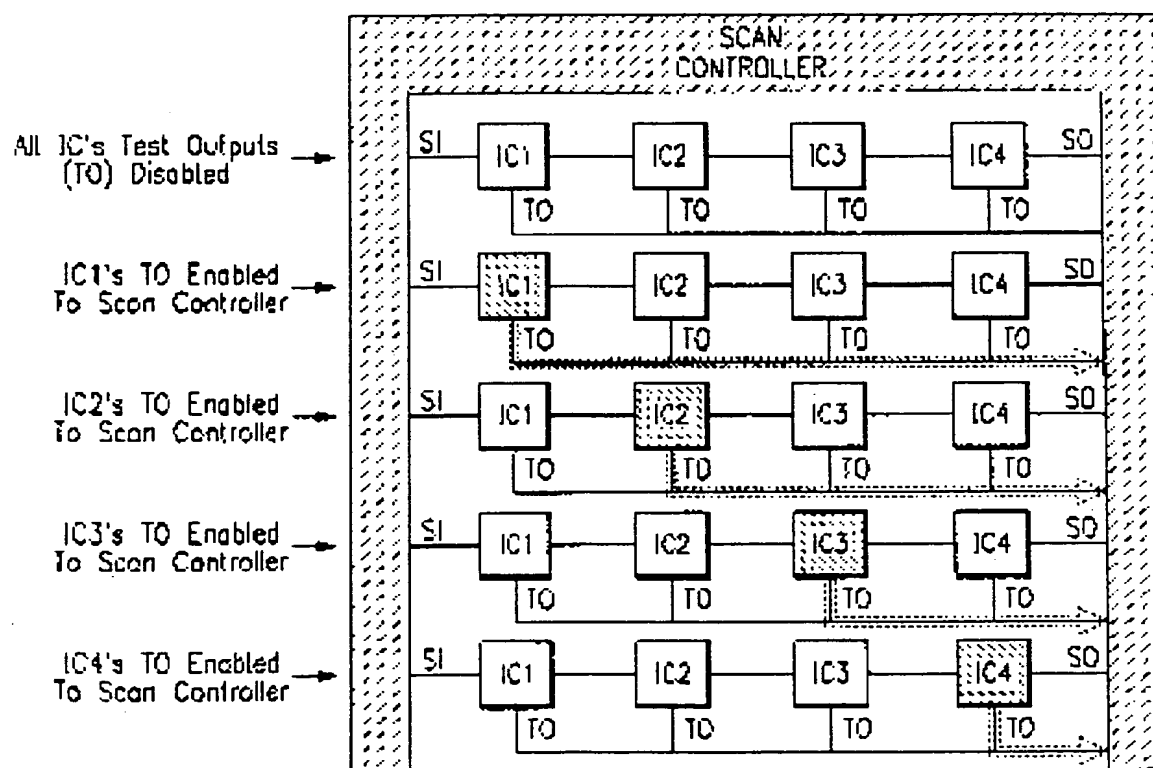 SCAN
CONTROLLER
All IC's Test Outputs
(TO) Disabled
SI IC1 IC2 IC3 IC4 SO
TO TO TO TO
IC1's TO Enabled
To Scan Controller
SI IC1 IC2 IC3 IC4 SO
TO TO TO TO
IC2's TO Enabled
To Scan Controller
SI IC1 IC2 IC3 IC4 SO
TO TO TO TO
IC3's TO Enabled
To Scan Controller
SI IC1 IC2 IC3 IC4 SO
TO TO TO TO
IC4's TO Enabled
To Scan Controller
SI IC1 IC2 IC3 IC4 SO
TO TO TO TO